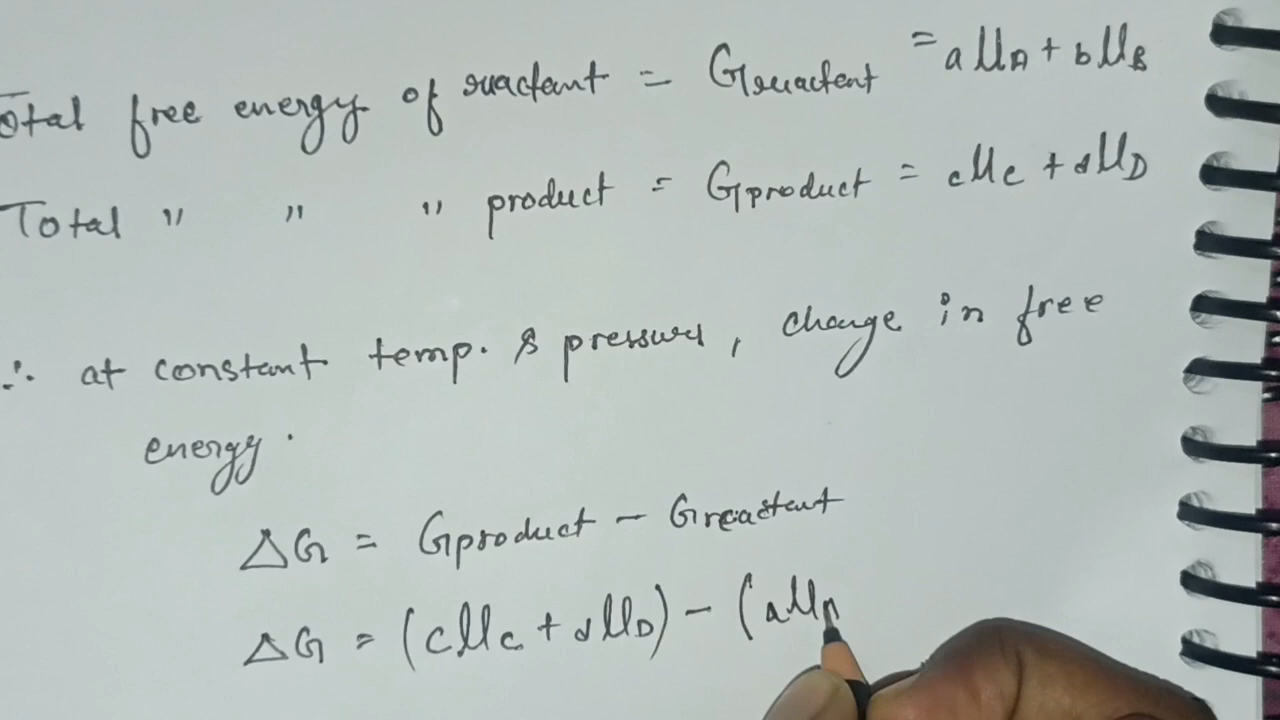 Total free energy of reactant = Greactant = aμA + bμB
Total " " " product = Gproduct = cμc + dμD
∴ at constant temp. & pressure, change in free
energy.
ΔG = Gproduct - Greactant
ΔG = (cμc + dμD) - (aμA